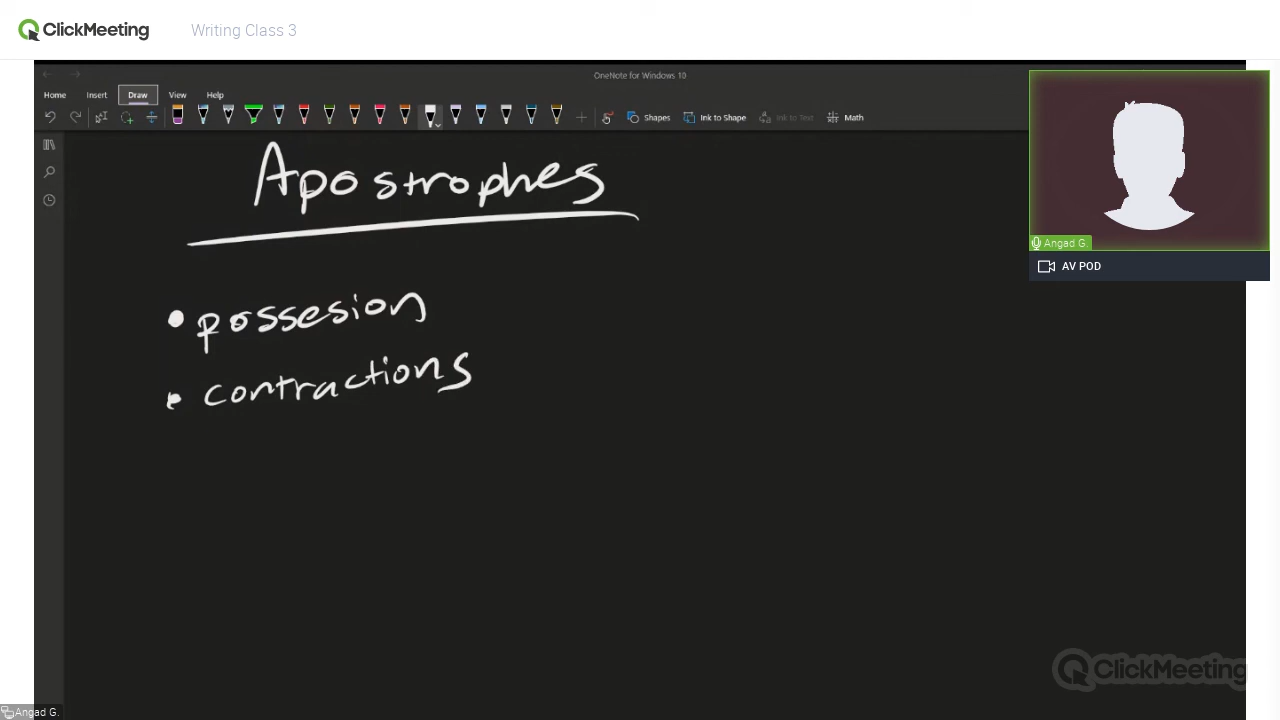 ClickMeeting Writing Class 3
OneNote for Windows 10
Home Insert Draw View Help
Shapes Ink to Shape Ink to Text Math
Apostrophes
• possesion
• contractions
Angad G.
AV POD
ClickMeeting
Angad G.